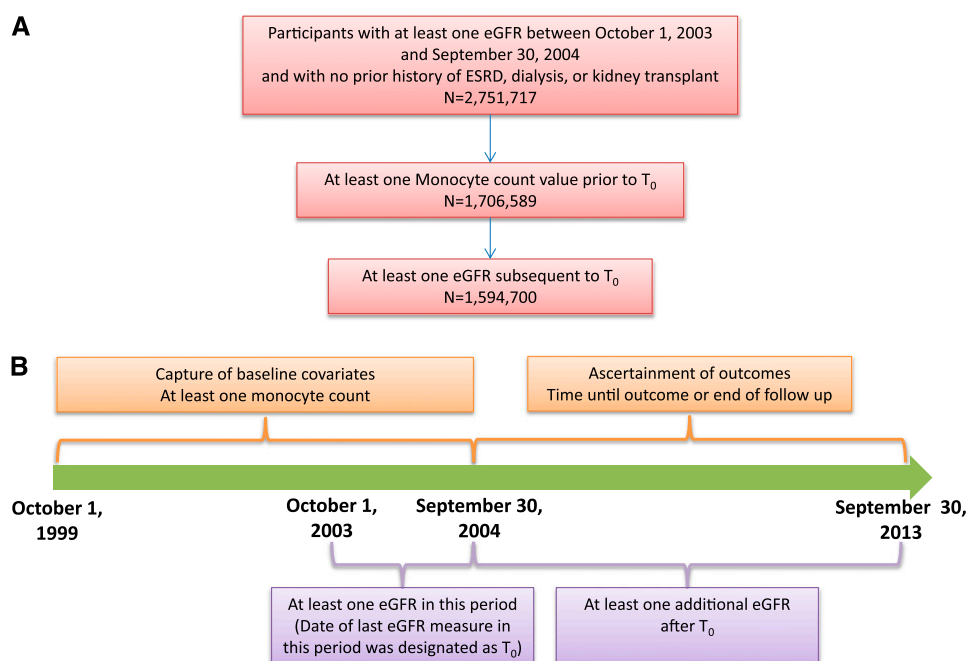 A
Participants with at least one eGFR between October 1, 2003
and September 30, 2004
and with no prior history of ESRD, dialysis, or kidney transplant
N=2,751,717
At least one Monocyte count value prior to T0
N=1,706,589
At least one eGFR subsequent to T0
N=1,594,700
B
Capture of baseline covariates
At least one monocyte count
Ascertainment of outcomes
Time until outcome or end of follow up
October 1,
1999
October 1,
2003
September 30,
2004
September 30,
2013
At least one eGFR in this period
(Date of last eGFR measure in
this period was designated as T0)
At least one additional eGFR
after T0